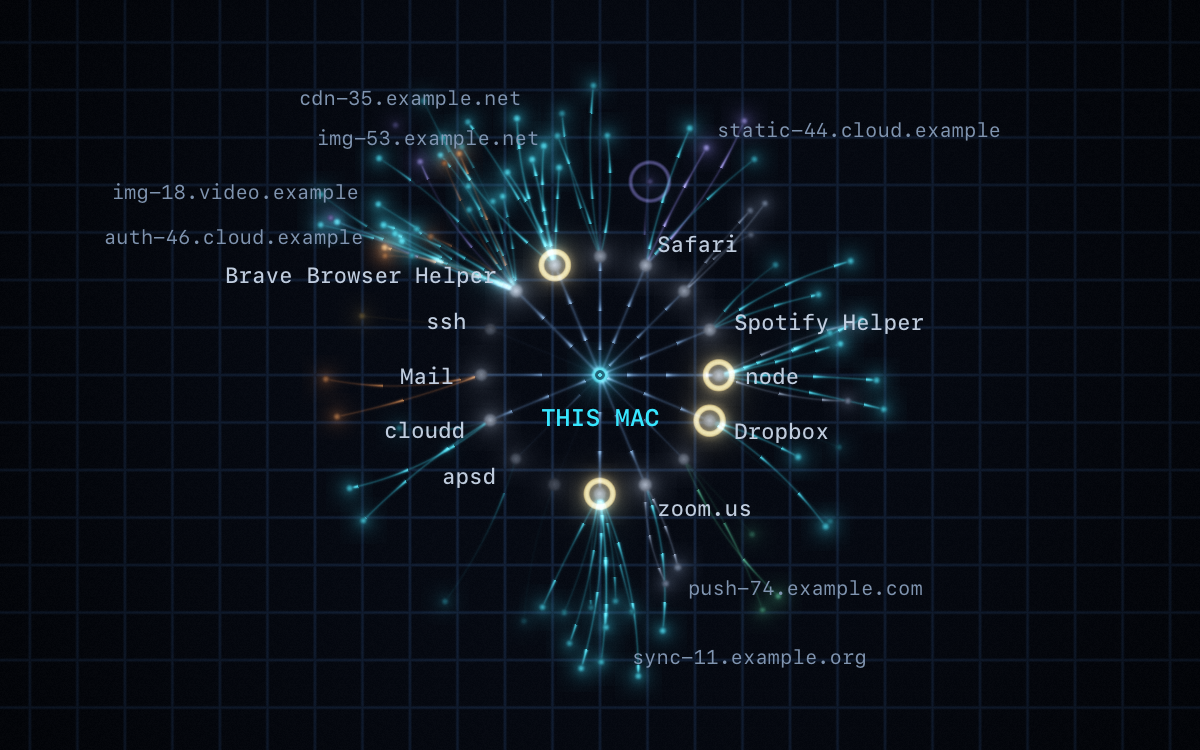 cdn-35.example.net
static-44.cloud.example
img-53.example.net
img-18.video.example
auth-46.cloud.example
Safari
Brave Browser Helper
ssh
Spotify Helper
Mail
node
THIS MAC
cloudd
Dropbox
apsd
zoom.us
push-74.example.com
sync-11.example.org